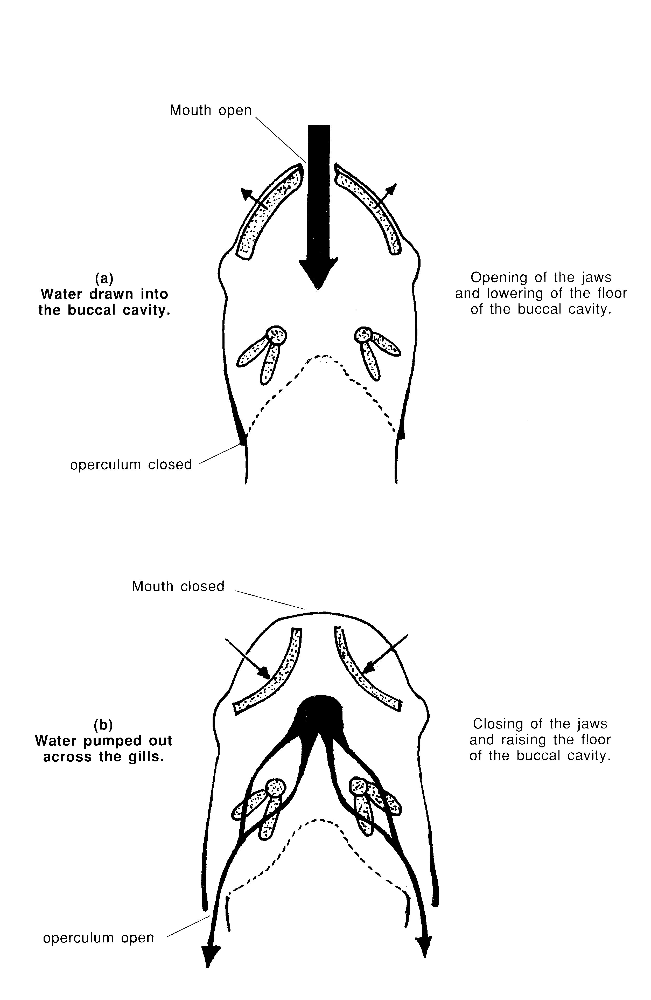 Mouth open
(a)
Water drawn into
the buccal cavity.
Opening of the jaws
and lowering of the floor
of the buccal cavity.
operculum closed
Mouth closed
(b)
Water pumped out
across the gills.
Closing of the jaws
and raising the floor
of the buccal cavity.
operculum open